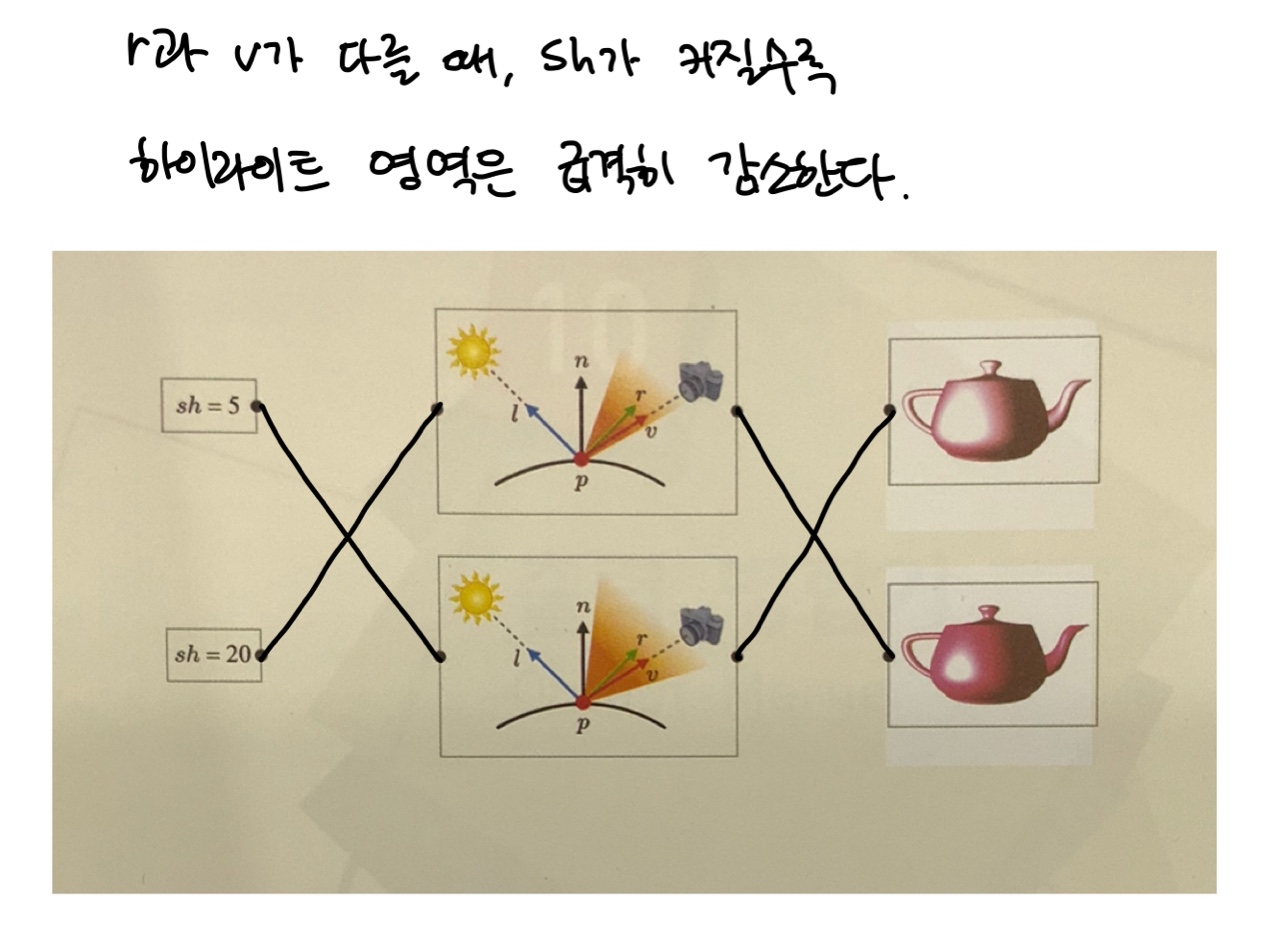 r과 v가 다를 때, sh가 커질수록
하이라이트 영역은 급격히 감소한다.
sh = 5
n
r
l
v
p
sh = 20
n
r
l
v
p